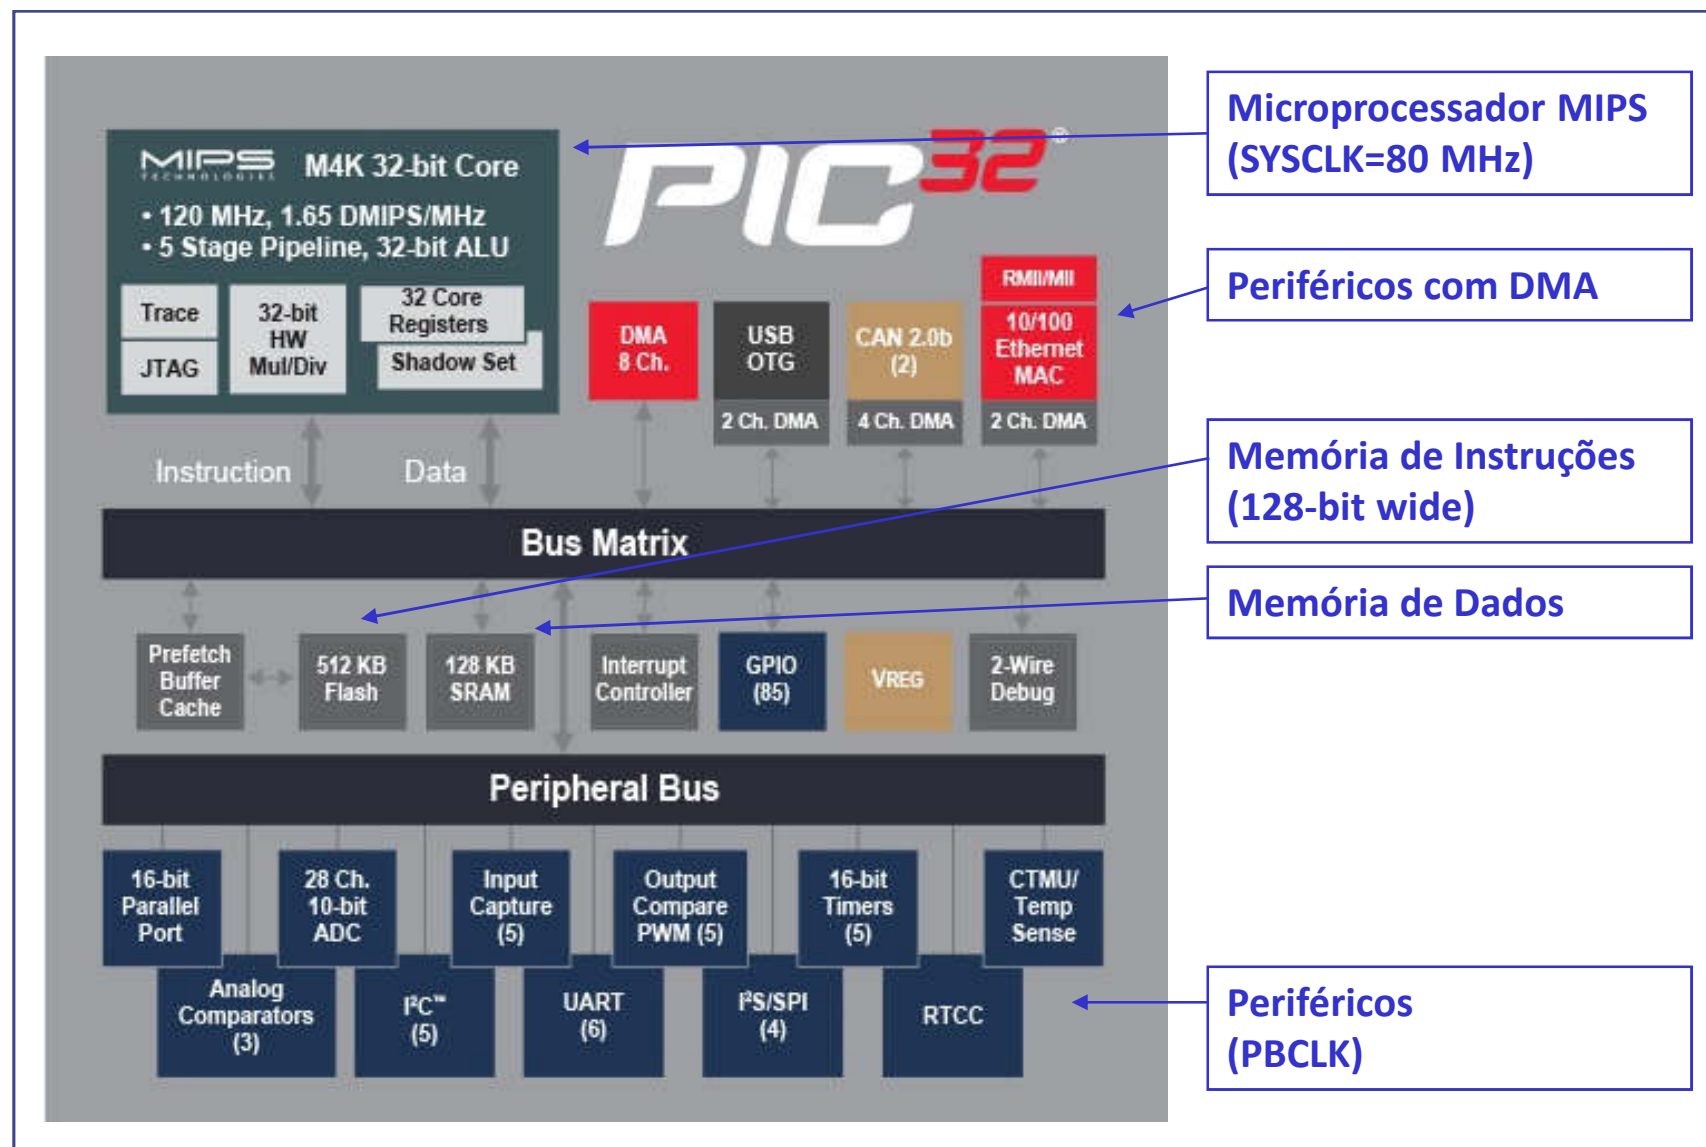 MIPS
TECHNOLOGIES
M4K 32-bit Core
• 120 MHz, 1.65 DMIPS/MHz
• 5 Stage Pipeline, 32-bit ALU
Trace
JTAG
32-bit
HW
Mul/Div
32 Core
Registers
Shadow Set
PIC32®
DMA
8 Ch.
USB
OTG
2 Ch. DMA
CAN 2.0b
(2)
4 Ch. DMA
RMII/MII
10/100
Ethernet
MAC
2 Ch. DMA
Instruction
Data
Bus Matrix
Prefetch
Buffer
Cache
512 KB
Flash
128 KB
SRAM
Interrupt
Controller
GPIO
(85)
VREG
2-Wire
Debug
Peripheral Bus
16-bit
Parallel
Port
28 Ch.
10-bit
ADC
Input
Capture
(5)
Output
Compare
PWM (5)
16-bit
Timers
(5)
CTMU/
Temp
Sense
Analog
Comparators
(3)
I²C™
(5)
UART
(6)
I²S/SPI
(4)
RTCC
Microprocessador MIPS
(SYSCLK=80 MHz)
Periféricos com DMA
Memória de Instruções
(128-bit wide)
Memória de Dados
Periféricos
(PBCLK)